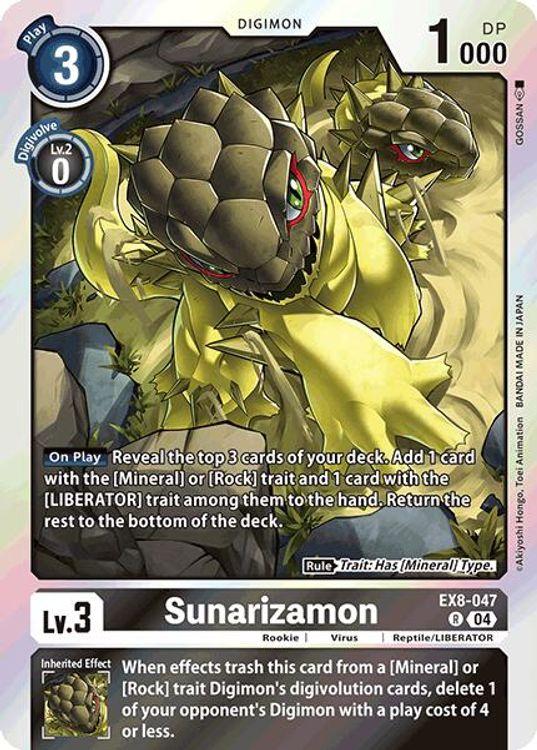 Play
3
DIGIMON
DP
1000
Digivolve
Lv.2
0
GOSSAN
©Akiyoshi Hongo, Toei Animation BANDAI MADE IN JAPAN
On Play Reveal the top 3 cards of your deck. Add 1 card
with the [Mineral] or [Rock] trait and 1 card with the
[LIBERATOR] trait among them to the hand. Return the
rest to the bottom of the deck.
Rule Trait: Has [Mineral] Type.
Lv.3
Sunarizamon
EX8-047
R 04
Rookie | Virus | Reptile/LIBERATOR
Inherited Effect
When effects trash this card from a [Mineral] or
[Rock] trait Digimon's digivolution cards, delete 1
of your opponent's Digimon with a play cost of 4
or less.